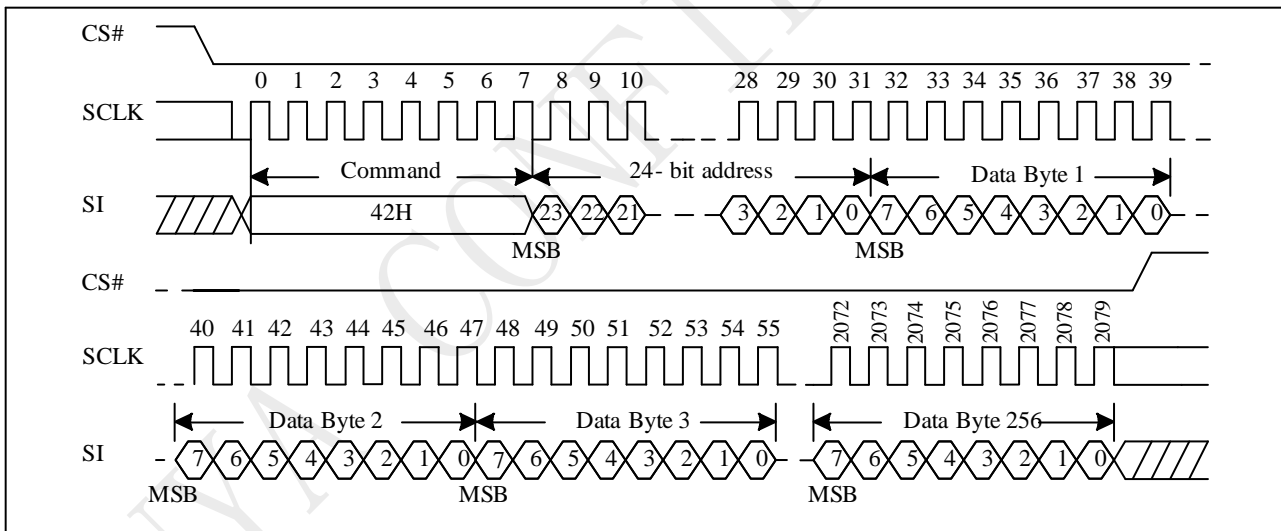 CS#
0 1 2 3 4 5 6 7 8 9 10 28 29 30 31 32 33 34 35 36 37 38 39
SCLK
Command 24- bit address Data Byte 1
SI 42H 23 22 21 3 2 1 0 7 6 5 4 3 2 1 0
MSB MSB
CS#
40 41 42 43 44 45 46 47 48 49 50 51 52 53 54 55 2072 2073 2074 2075 2076 2077 2078 2079
SCLK
Data Byte 2 Data Byte 3 Data Byte 256
SI 7 6 5 4 3 2 1 0 7 6 5 4 3 2 1 0 7 6 5 4 3 2 1 0
MSB MSB MSB